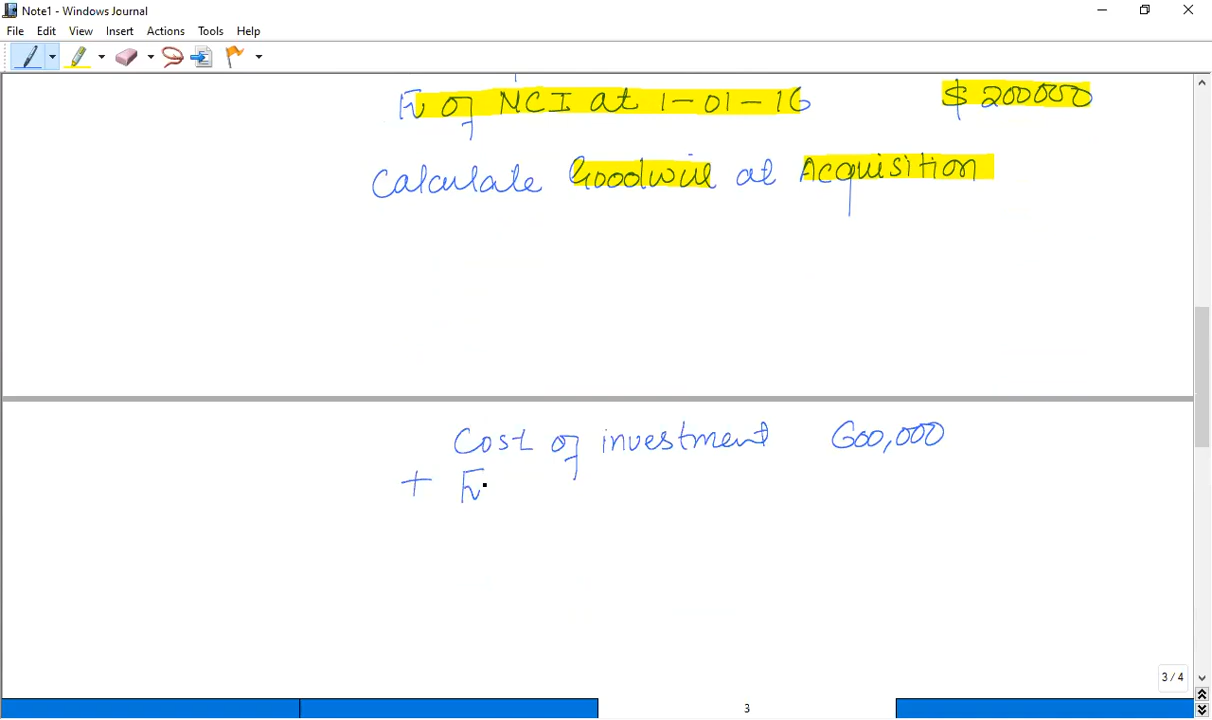 Note1 - Windows Journal
File Edit View Insert Actions Tools Help
Fv of NCI at 1-01-16 $ 200000
Calculate Goodwill at Acquisition
Cost of investment 600,000
+ Fv
3 / 4
3